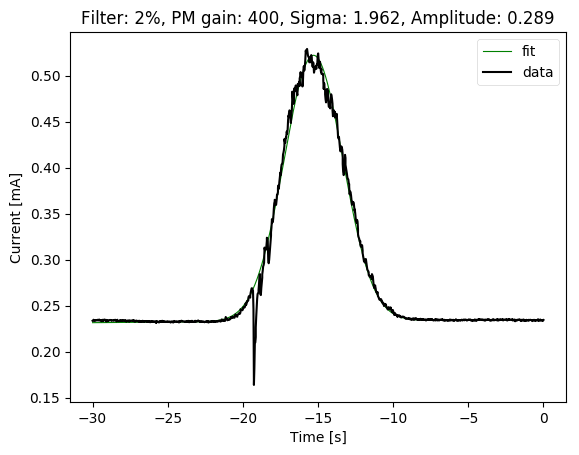 Filter: 2%, PM gain: 400, Sigma: 1.962, Amplitude: 0.289
fit
data
0.50
0.45
0.40
0.35
0.30
0.25
0.20
0.15
Current [mA]
−30 −25 −20 −15 −10 −5 0
Time [s]